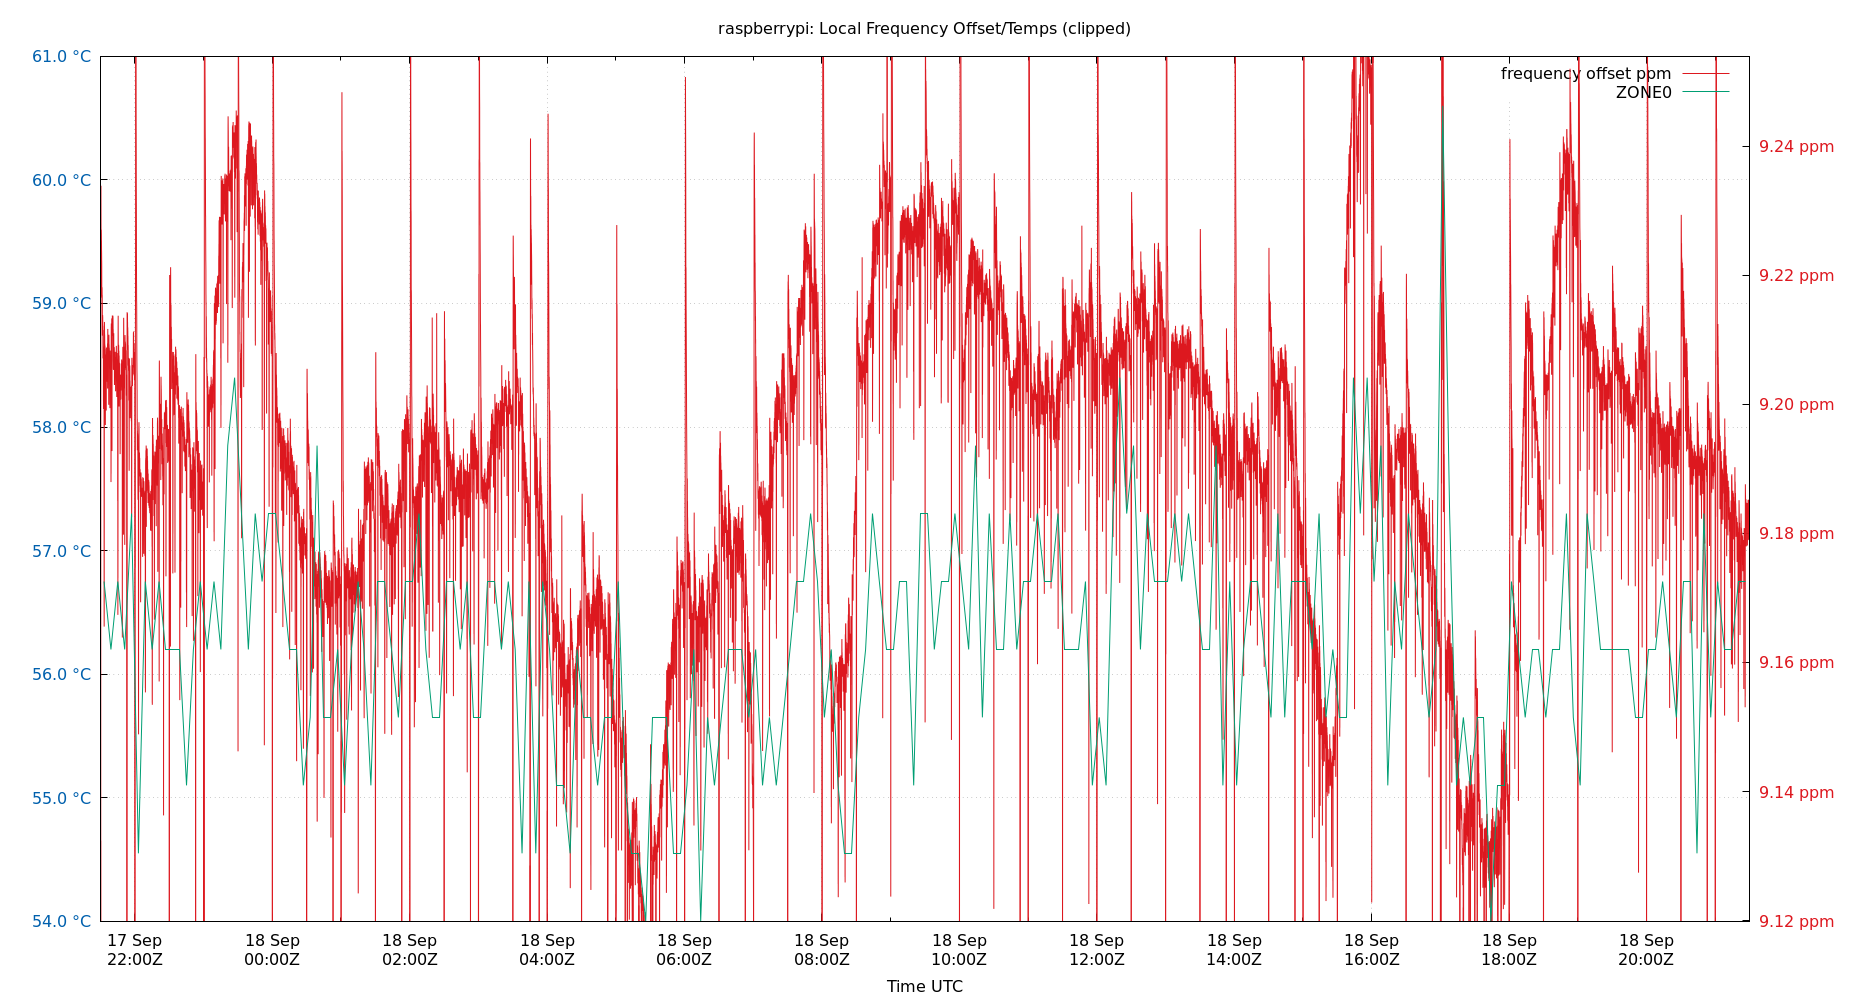 raspberrypi: Local Frequency Offset/Temps (clipped)
frequency offset ppm
ZONE0
61.0 °C
60.0 °C
59.0 °C
58.0 °C
57.0 °C
56.0 °C
55.0 °C
54.0 °C
9.24 ppm
9.22 ppm
9.20 ppm
9.18 ppm
9.16 ppm
9.14 ppm
9.12 ppm
17 Sep 22:00Z
18 Sep 00:00Z
18 Sep 02:00Z
18 Sep 04:00Z
18 Sep 06:00Z
18 Sep 08:00Z
18 Sep 10:00Z
18 Sep 12:00Z
18 Sep 14:00Z
18 Sep 16:00Z
18 Sep 18:00Z
18 Sep 20:00Z
Time UTC